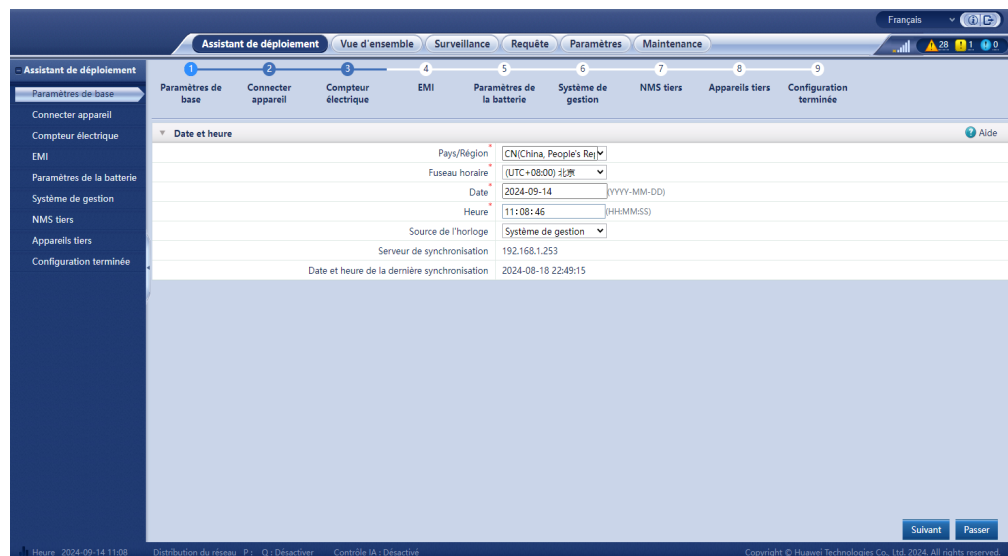 Français
Assistant de déploiement Vue d'ensemble Surveillance Requête Paramètres Maintenance
28 1 0
Assistant de déploiement
Paramètres de base
Connecter appareil
Compteur électrique
EMI
Paramètres de la batterie
Système de gestion
NMS tiers
Appareils tiers
Configuration terminée
1 2 3 4 5 6 7 8 9
Paramètres de base
Connecter appareil
Compteur électrique
EMI
Paramètres de la batterie
Système de gestion
NMS tiers
Appareils tiers
Configuration terminée
Date et heure
Aide
Pays/Région * CN(China, People's Re
Fuseau horaire * (UTC+08:00) 北京
Date * 2024-09-14 (YYYY-MM-DD)
Heure * 11:08:46 (HH:MM:SS)
Source de l'horloge Système de gestion
Serveur de synchronisation 192.168.1.253
Date et heure de la dernière synchronisation 2024-08-18 22:49:15
Suivant Passer
Heure 2024-09-14 11:08 Distribution du réseau P : Q : Désactiver Contrôle IA : Désactivé Copyright © Huawei Technologies Co., Ltd. 2024. All rights reserved.